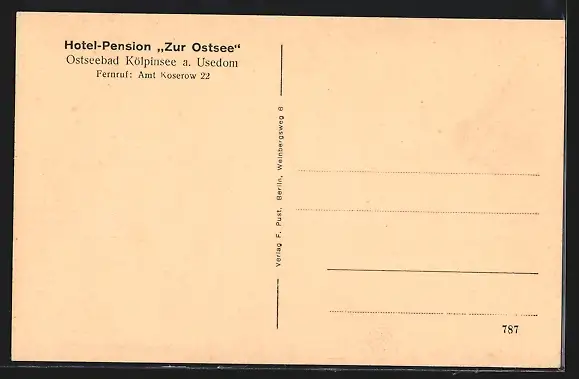 Hotel-Pension „Zur Ostsee“
Ostseebad Kölpinsee a. Usedom
Fernruf: Amt Koserow 22
Verlag F. Pust, Berlin, Weinbergsweg 8
787